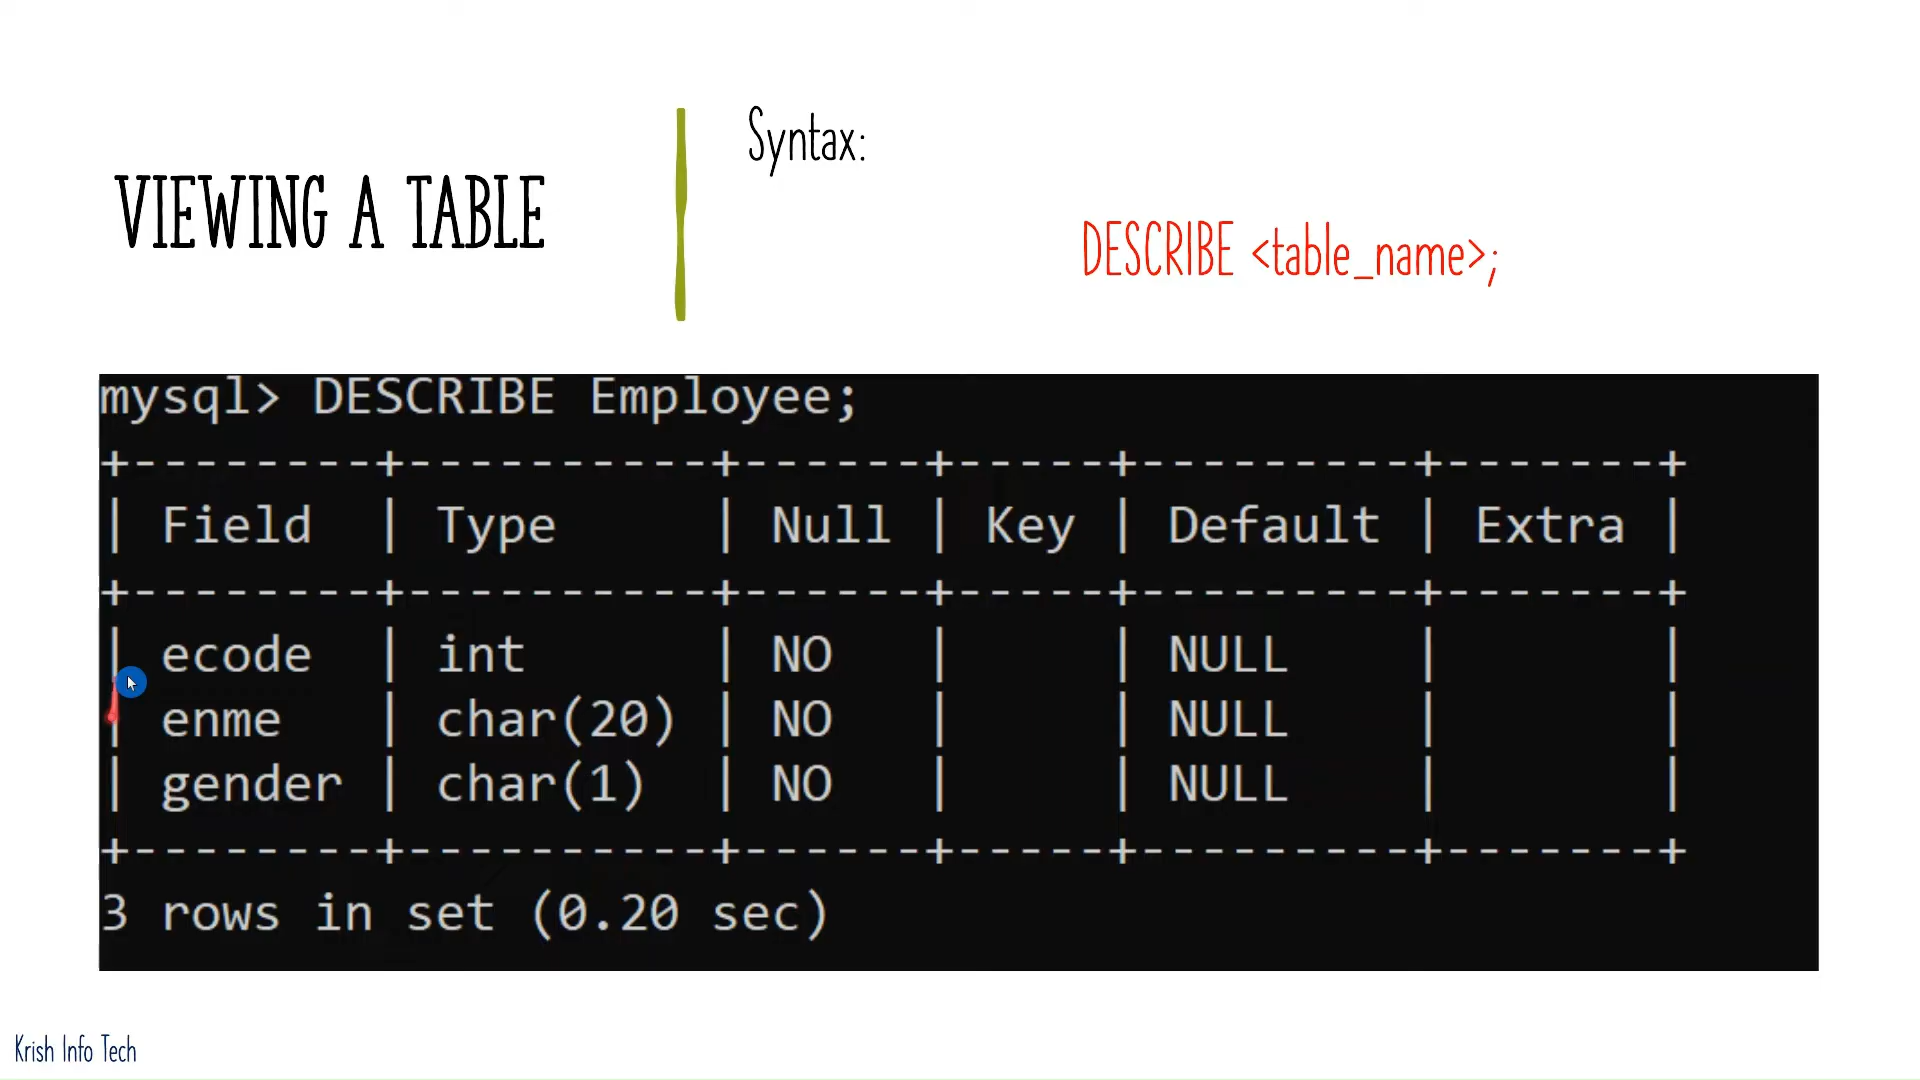 VIEWING A TABLE
Syntax:
DESCRIBE <table_name>;
mysql> DESCRIBE Employee;
+--------+----------+------+-----+---------+-------+
| Field  | Type     | Null | Key | Default | Extra |
+--------+----------+------+-----+---------+-------+
| ecode  | int      | NO   |     | NULL    |       |
| enme   | char(20) | NO   |     | NULL    |       |
| gender | char(1)  | NO   |     | NULL    |       |
+--------+----------+------+-----+---------+-------+
3 rows in set (0.20 sec)
Krish Info Tech